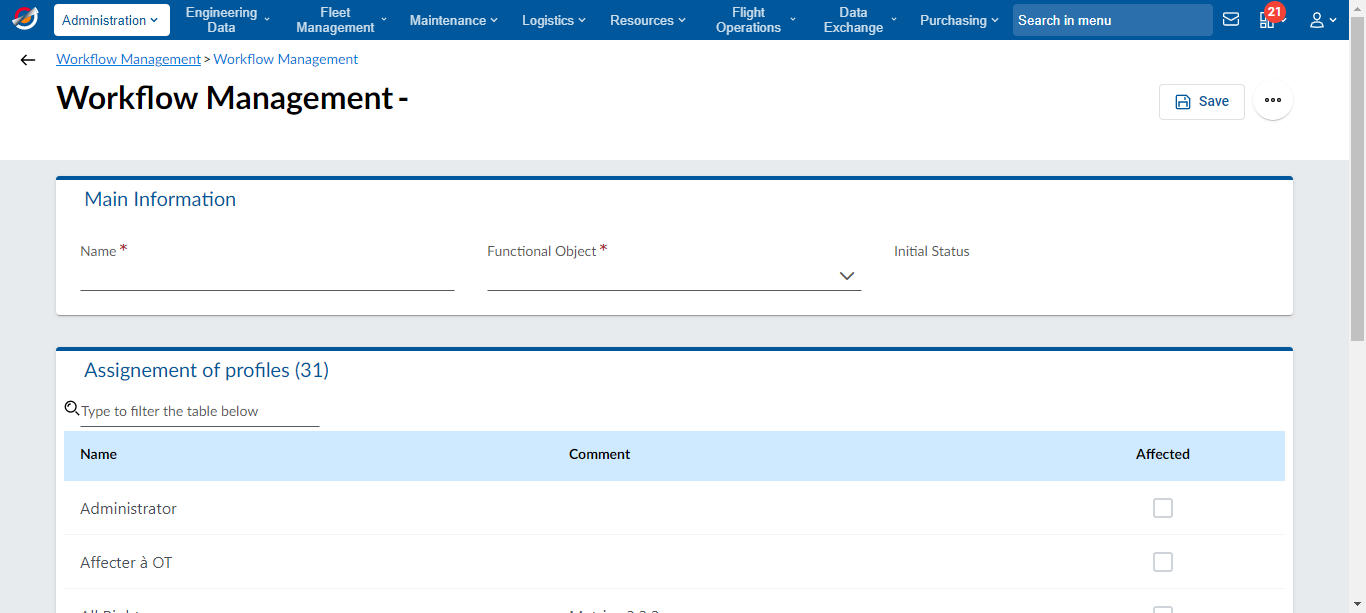 Administration
Engineering Data
Fleet Management
Maintenance
Logistics
Resources
Flight Operations
Data Exchange
Purchasing
Search in menu
21
Workflow Management > Workflow Management
Workflow Management -
Save
Main Information
Name *
Functional Object *
Initial Status
Assignement of profiles (31)
Type to filter the table below
Name Comment Affected
Administrator
Affecter à OT